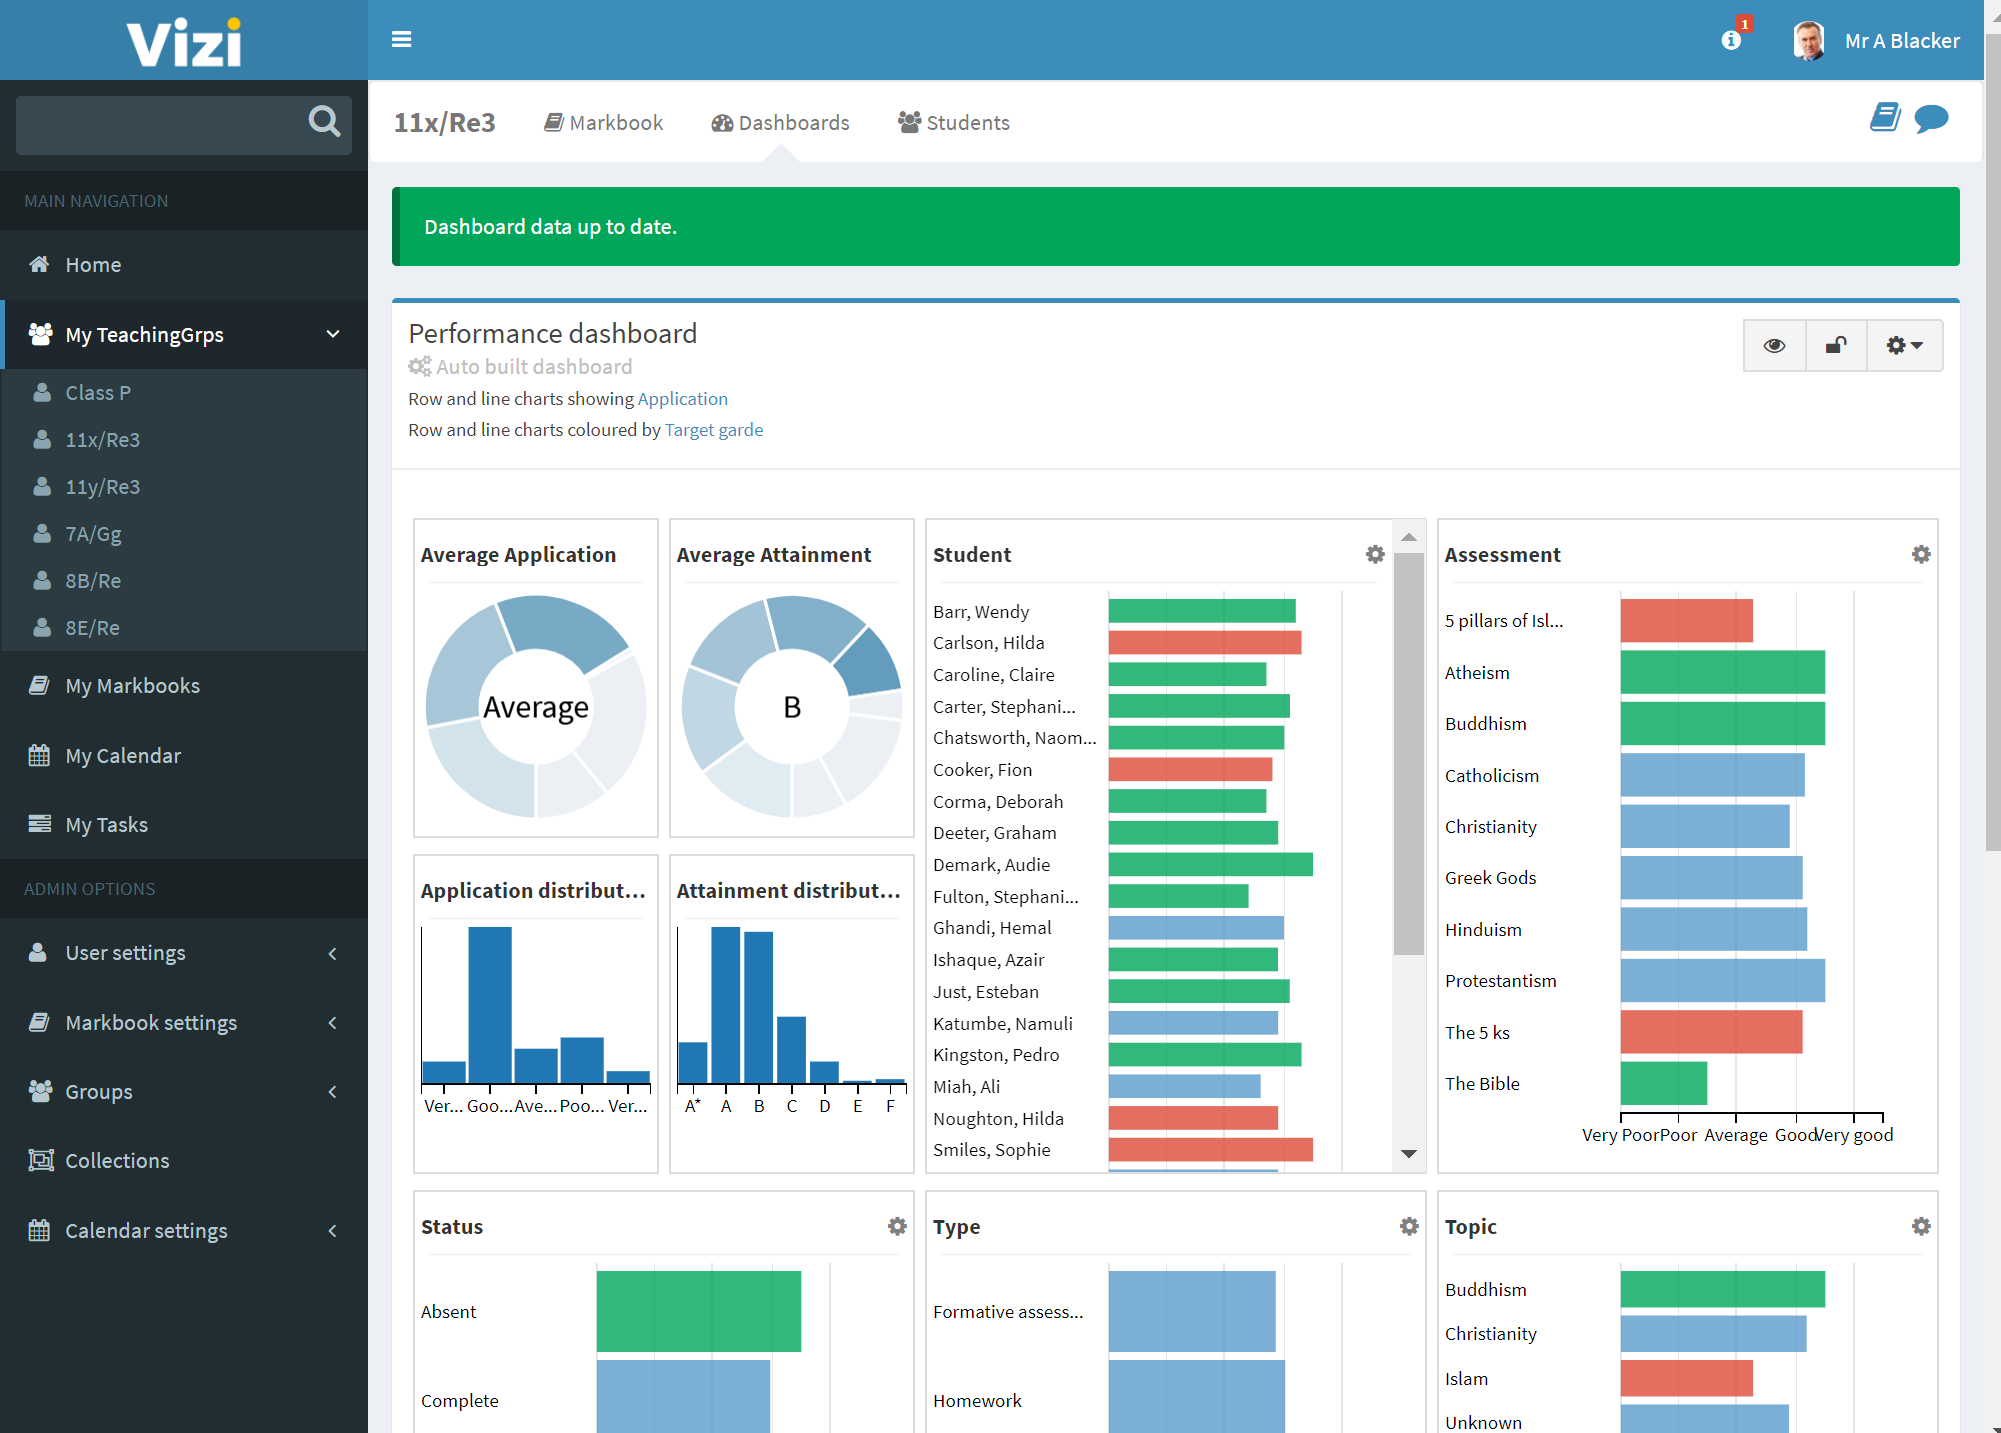 Vizi
1
Mr A Blacker
11x/Re3
Markbook
Dashboards
Students
MAIN NAVIGATION
Home
My TeachingGrps
Class P
11x/Re3
11y/Re3
7A/Gg
8B/Re
8E/Re
My Markbooks
My Calendar
My Tasks
ADMIN OPTIONS
User settings
Markbook settings
Groups
Collections
Calendar settings
Dashboard data up to date.
Performance dashboard
Auto built dashboard
Row and line charts showing Application
Row and line charts coloured by Target garde
Average Application
Average
Average Attainment
B
Application distribut...
Ver... Goo... Ave... Poo... Ver...
Attainment distribut...
A* A B C D E F
Student
Barr, Wendy
Carlson, Hilda
Caroline, Claire
Carter, Stephani...
Chatsworth, Naom...
Cooker, Fion
Corma, Deborah
Deeter, Graham
Demark, Audie
Fulton, Stephani...
Ghandi, Hemal
Ishaque, Azair
Just, Esteban
Katumbe, Namuli
Kingston, Pedro
Miah, Ali
Noughton, Hilda
Smiles, Sophie
Assessment
5 pillars of Isl...
Atheism
Buddhism
Catholicism
Christianity
Greek Gods
Hinduism
Protestantism
The 5 ks
The Bible
Very Poor Poor Average Good Very good
Status
Absent
Complete
Type
Formative assess...
Homework
Topic
Buddhism
Christianity
Islam
Unknown